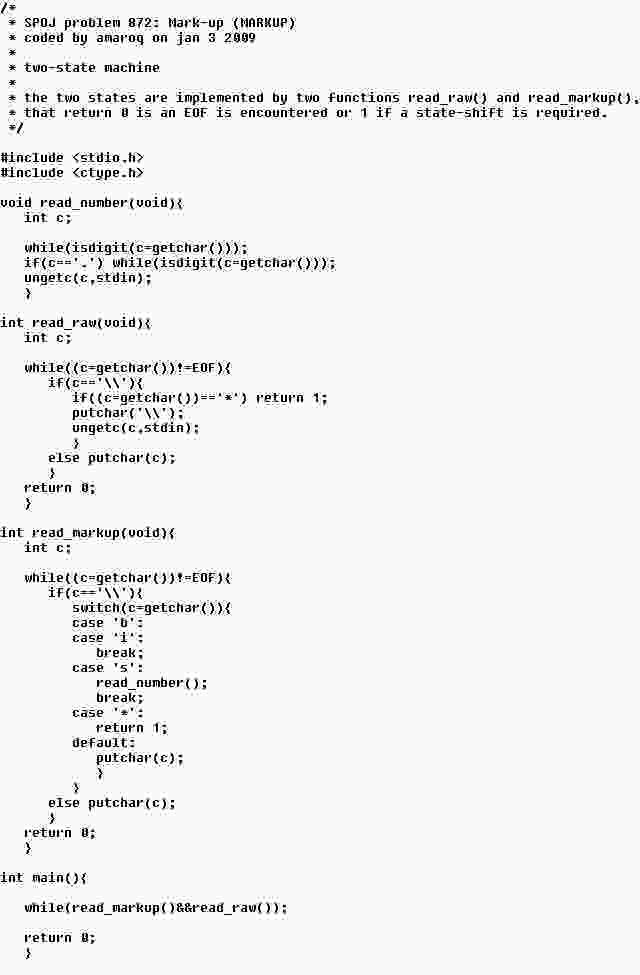 /*
 * SPOJ problem 872: Mark-up (MARKUP)
 * coded by amaroq on jan 3 2009
 *
 * two-state machine
 *
 * the two states are implemented by two functions read_raw() and read_markup(),
 * that return 0 is an EOF is encountered or 1 if a state-shift is required.
 */

#include <stdio.h>
#include <ctype.h>

void read_number(void){
   int c;

   while(isdigit(c=getchar()));
   if(c=='.') while(isdigit(c=getchar()));
   ungetc(c,stdin);
   }

int read_raw(void){
   int c;

   while((c=getchar())!=EOF){
      if(c=='\\'){
         if((c=getchar())=='*') return 1;
         putchar('\\');
         ungetc(c,stdin);
         }
      else putchar(c);
      }
   return 0;
   }

int read_markup(void){
   int c;

   while((c=getchar())!=EOF){
      if(c=='\\'){
         switch(c=getchar()){
         case 'b':
         case 'i':
            break;
         case 's':
            read_number();
            break;
         case '*':
            return 1;
         default:
            putchar(c);
            }
         }
      else putchar(c);
      }
   return 0;
   }

int main(){

   while(read_markup()&&read_raw());

   return 0;
   }